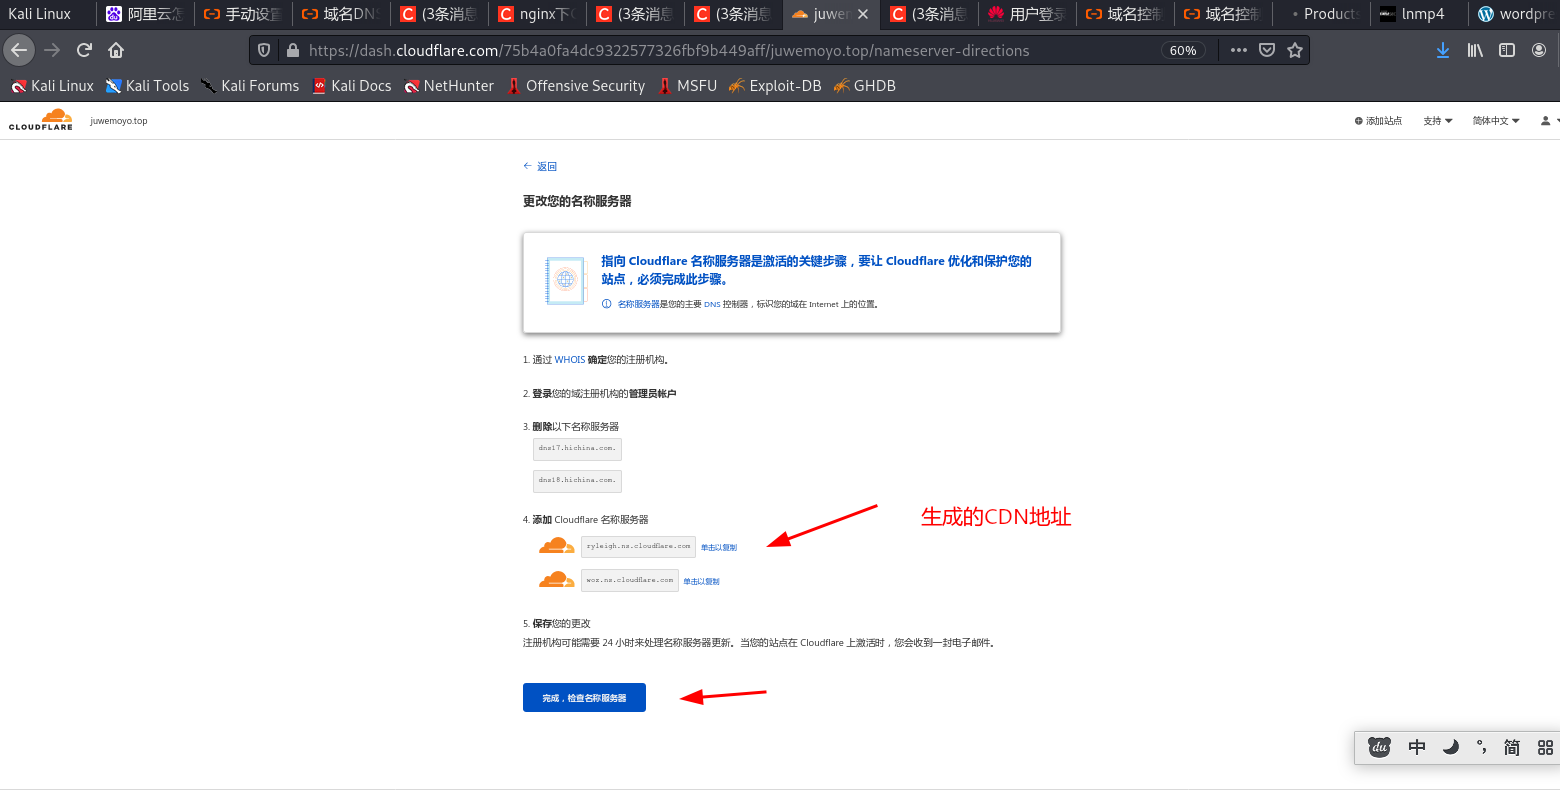 Kali Linux
阿里云怎
手动设置
域名DNS
(3条消息
nginx下
(3条消息
(3条消息
juwem
(3条消息
用户登录
域名控制
域名控制
Products
lnmp4
wordpre
https://dash.cloudflare.com/75b4a0fa4dc9322577326fbf9b449aff/juwemoyo.top/nameserver-directions
60%
Kali Linux
Kali Tools
Kali Forums
Kali Docs
NetHunter
Offensive Security
MSFU
Exploit-DB
GHDB
CLOUDFLARE
juwemoyo.top
添加站点
支持
简体中文
← 返回
更改您的名称服务器
指向 Cloudflare 名称服务器是激活的关键步骤，要让 Cloudflare 优化和保护您的
站点，必须完成此步骤。
名称服务器是您的主要 DNS 控制器，标识您的域在 Internet 上的位置。
1. 通过 WHOIS 确定您的注册机构。
2. 登录您的域注册机构的管理员帐户
3. 删除以下名称服务器
dns17.hichina.com.
dns18.hichina.com.
4. 添加 Cloudflare 名称服务器
生成的CDN地址
ryleigh.ns.cloudflare.com 单击以复制
woz.ns.cloudflare.com 单击以复制
5. 保存您的更改
注册机构可能需要 24 小时来处理名称服务器更新。当您的站点在 Cloudflare 上激活时，您会收到一封电子邮件。
完成，检查名称服务器
du 中 °, 简